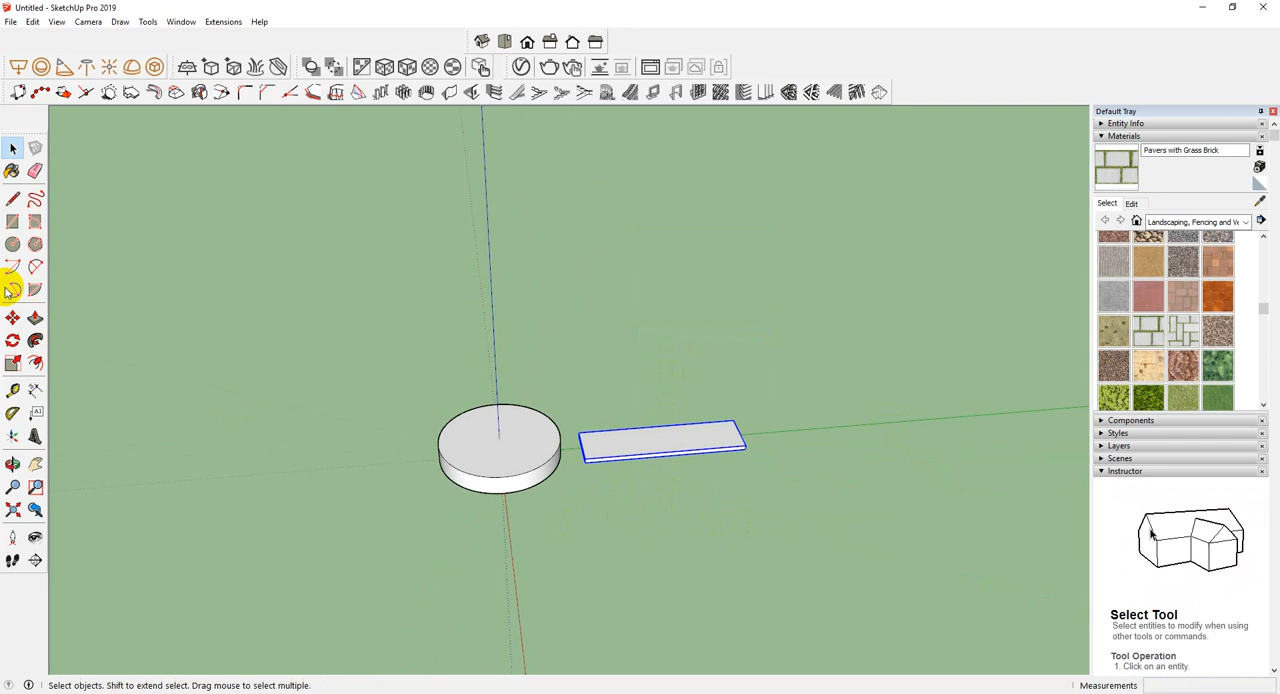 Untitled - SketchUp Pro 2019
File Edit View Camera Draw Tools Window Extensions Help
Default Tray
Entity Info
Materials
Pavers with Grass Brick
Select Edit
Landscaping, Fencing and Ve
Components
Styles
Layers
Scenes
Instructor
Select Tool
Select entities to modify when using
other tools or commands.
Tool Operation
1. Click on an entity.
Select objects. Shift to extend select. Drag mouse to select multiple.
Measurements